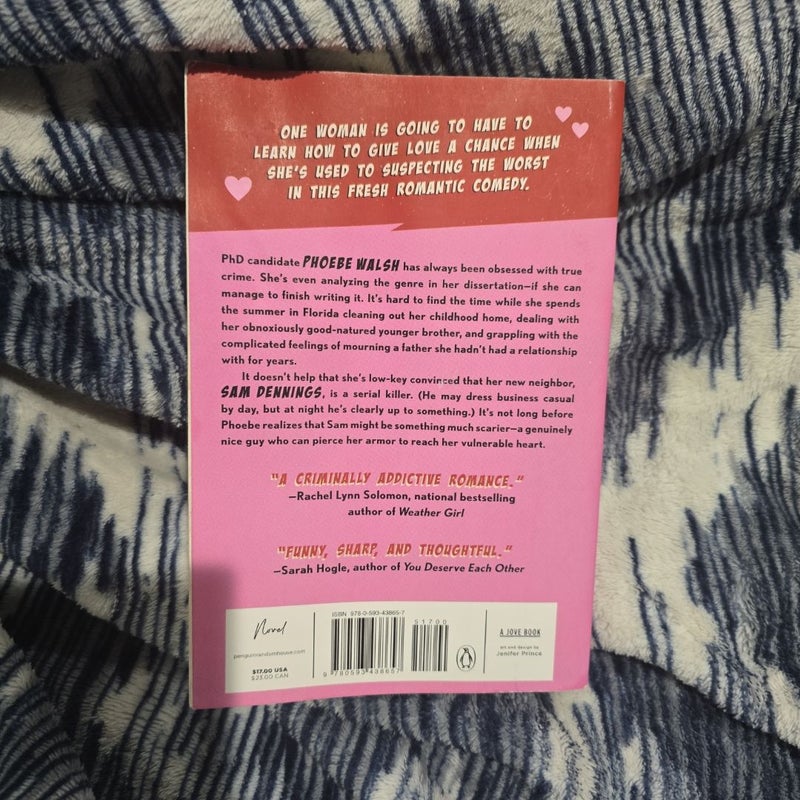 ONE WOMAN IS GOING TO HAVE TO
LEARN HOW TO GIVE LOVE A CHANCE WHEN
SHE'S USED TO SUSPECTING THE WORST
IN THIS FRESH ROMANTIC COMEDY.
PhD candidate PHOEBE WALSH has always been obsessed with true
crime. She's even analyzing the genre in her dissertation—if she can
manage to finish writing it. It's hard to find the time while she spends
the summer in Florida cleaning out her childhood home, dealing with
her obnoxiously good-natured younger brother, and grappling with the
complicated feelings of mourning a father she hadn't had a relationship
with for years.
It doesn't help that she's low-key convinced that her new neighbor,
SAM DENNINGS, is a serial killer. (He may dress business casual
by day, but at night he's clearly up to something.) It's not long before
Phoebe realizes that Sam might be something much scarier—a genuinely
nice guy who can pierce her armor to reach her vulnerable heart.
"A CRIMINALLY ADDICTIVE ROMANCE."
—Rachel Lynn Solomon, national bestselling
author of Weather Girl
"FUNNY, SHARP, AND THOUGHTFUL."
—Sarah Hogle, author of You Deserve Each Other
Novel
penguinrandomhouse.com
$17.00 USA
$23.00 CAN
ISBN 978-0-593-43865-7
51700
9 780593 438657
A JOVE BOOK
art and design by
Jenifer Prince